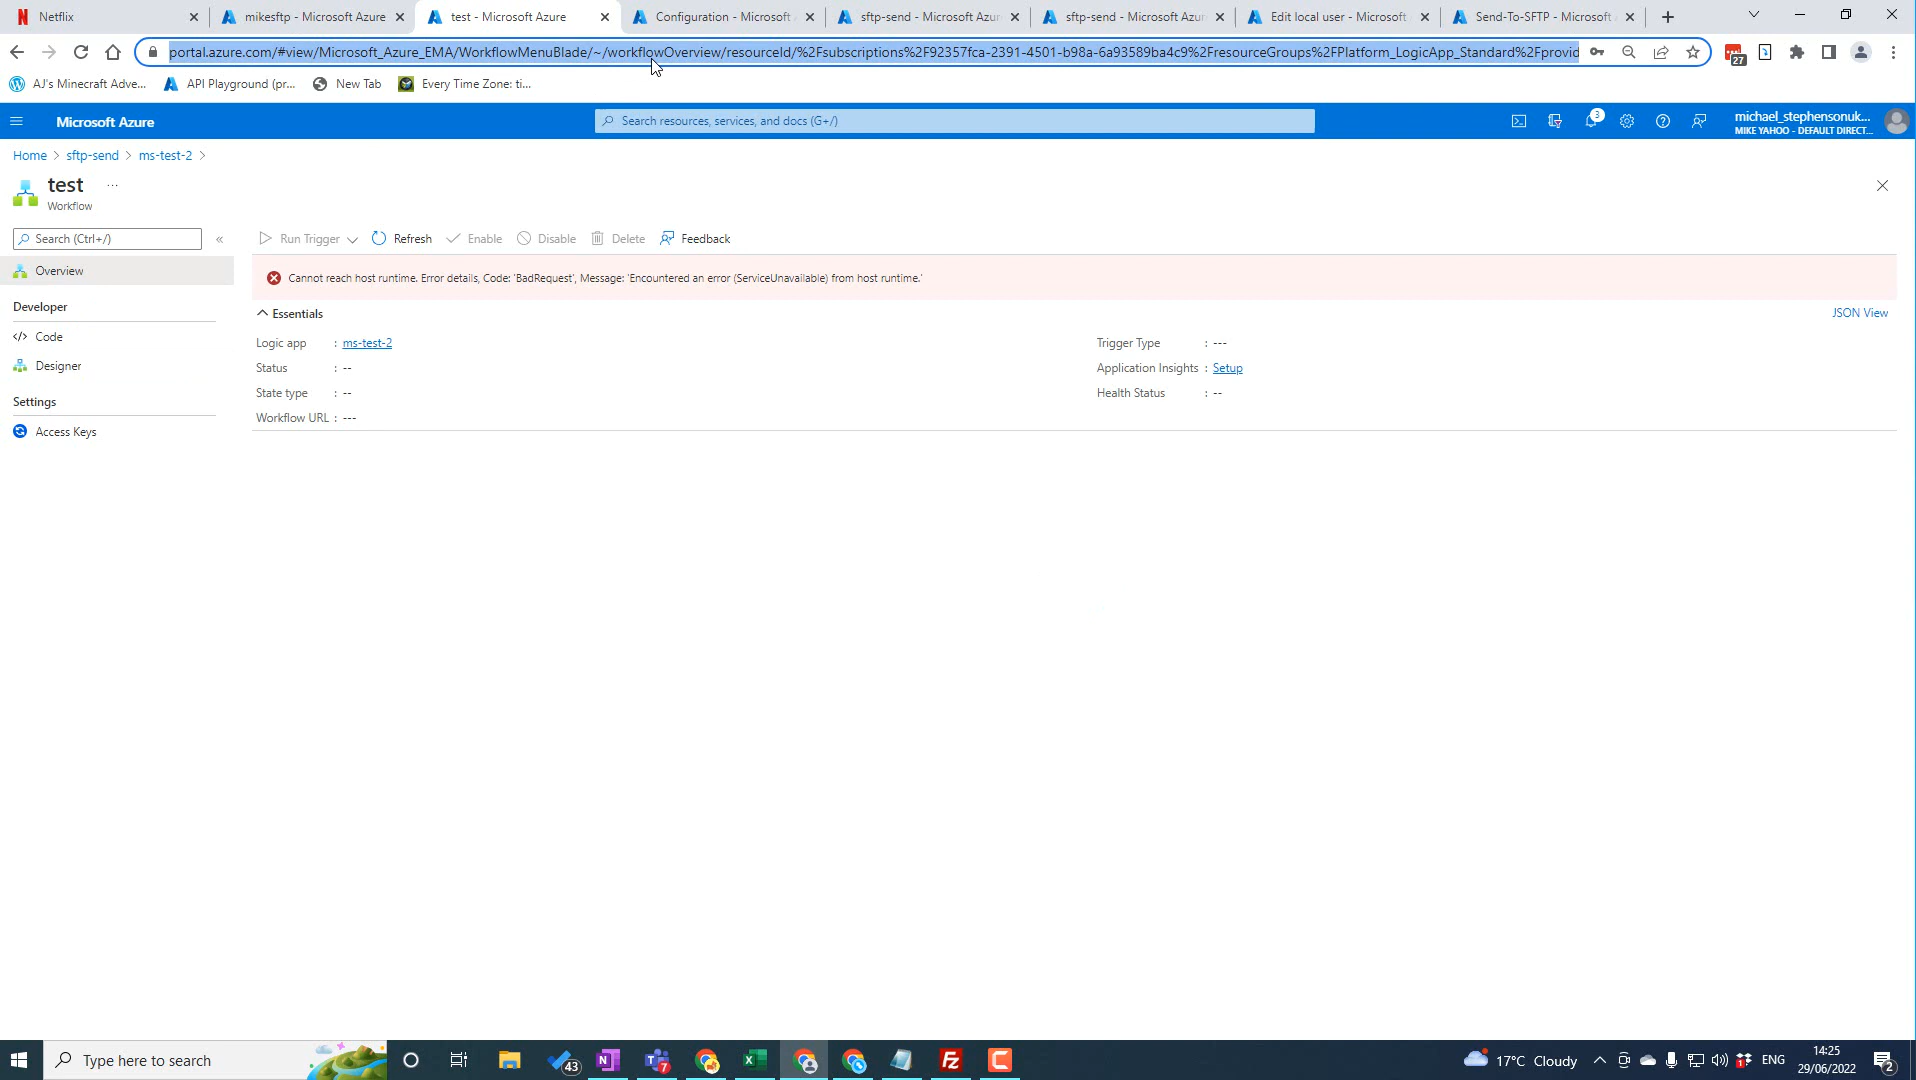 Netflix
mikesftp - Microsoft Azure
test - Microsoft Azure
Configuration - Microsoft
sftp-send - Microsoft Azur
sftp-send - Microsoft Azur
Edit local user - Microsoft
Send-To-SFTP - Microsoft
portal.azure.com/#view/Microsoft_Azure_EMA/WorkflowMenuBlade/~/workflowOverview/resourceId/%2Fsubscriptions%2F92357fca-2391-4501-b98a-6a93589ba4c9%2FresourceGroups%2FPlatform_LogicApp_Standard%2Fprovid
27
AJ's Minecraft Adve...
API Playground (pr...
New Tab
Every Time Zone: ti...
Microsoft Azure
Search resources, services, and docs (G+/)
3
michael_stephensonuk...
MIKE YAHOO - DEFAULT DIRECT...
Home > sftp-send > ms-test-2 >
test ...
Workflow
Search (Ctrl+/)
«
Run Trigger
Refresh
Enable
Disable
Delete
Feedback
Overview
Cannot reach host runtime. Error details, Code: 'BadRequest', Message: 'Encountered an error (ServiceUnavailable) from host runtime.'
Developer
Code
Designer
Settings
Access Keys
Essentials
JSON View
Logic app : ms-test-2
Trigger Type : ---
Status : --
Application Insights : Setup
State type : --
Health Status : --
Workflow URL : ---
Type here to search
43
7
17°C Cloudy
ENG
14:25
29/06/2022
2